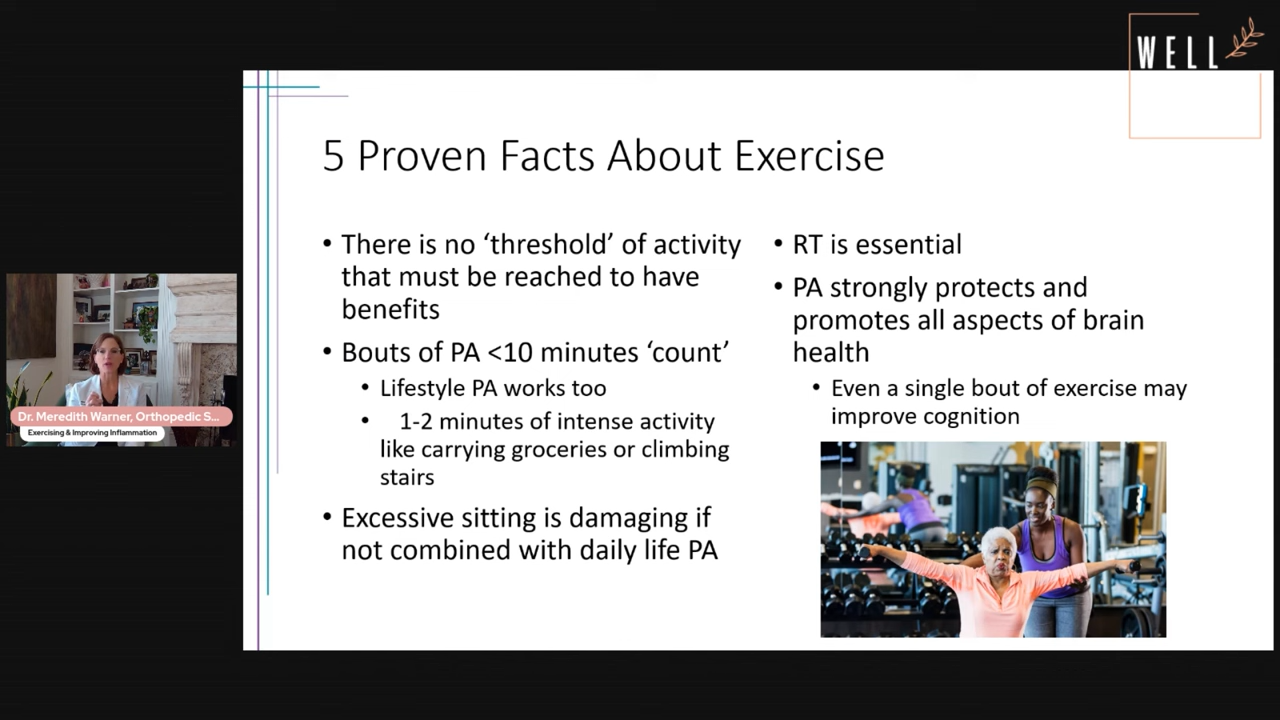 WELL
5 Proven Facts About Exercise
• There is no ‘threshold’ of activity
that must be reached to have
benefits
• Bouts of PA <10 minutes ‘count’
• Lifestyle PA works too
• 1-2 minutes of intense activity
like carrying groceries or climbing
stairs
• Excessive sitting is damaging if
not combined with daily life PA
• RT is essential
• PA strongly protects and
promotes all aspects of brain
health
• Even a single bout of exercise may
improve cognition
Dr. Meredith Warner, Orthopedic S...
Exercising & Improving Inflammation